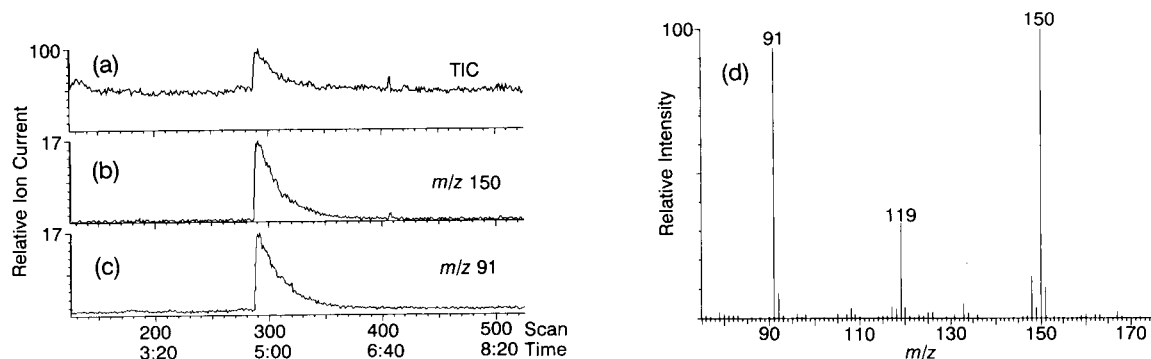 100
(a)
TIC
17
(b)
m/z 150
17
(c)
m/z 91
Relative Ion Current
200 300 400 500 Scan
3:20 5:00 6:40 8:20 Time
100
91
150
(d)
119
Relative Intensity
90 110 130 150 170
m/z